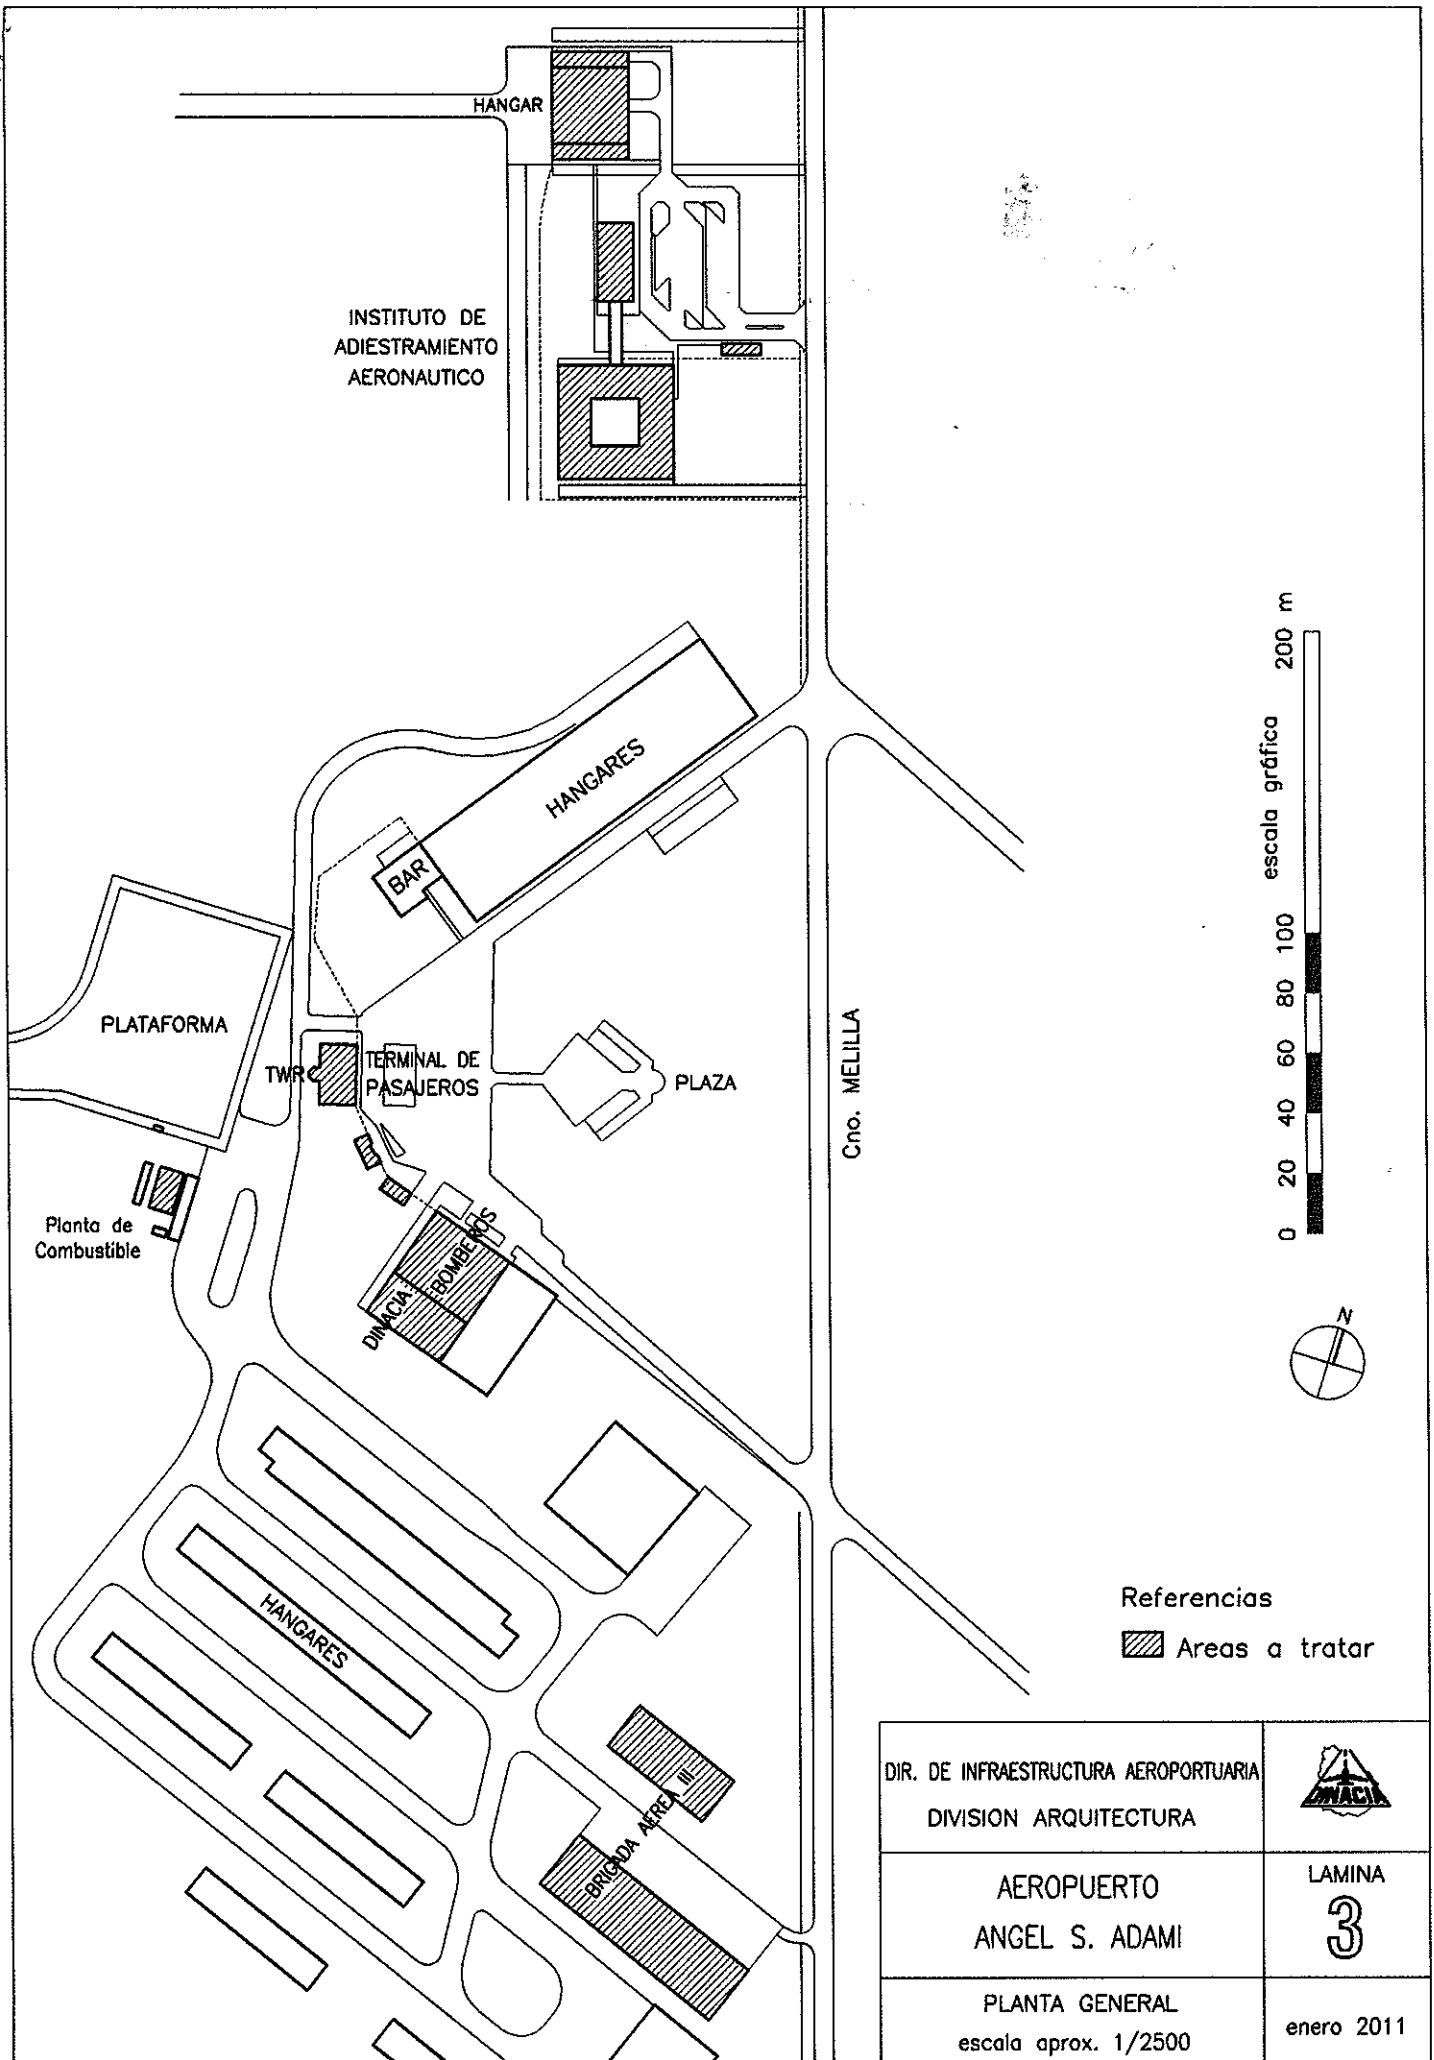 HANGAR
INSTITUTO DE
ADIESTRAMIENTO
AERONAUTICO
HANGARES
BAR
PLATAFORMA
TWR
TERMINAL DE
PASAJEROS
PLAZA
Cno. MELILLA
Planta de
Combustible
DINACIA
BOMBEROS
HANGARES
BRIGADA AEREA III
escala gráfica
0 20 40 60 80 100 200 m
N
Referencias
Areas a tratar
DIR. DE INFRAESTRUCTURA AEROPORTUARIA
DIVISION ARQUITECTURA
DINACIA
AEROPUERTO
ANGEL S. ADAMI
LAMINA
3
PLANTA GENERAL
escala aprox. 1/2500
enero 2011